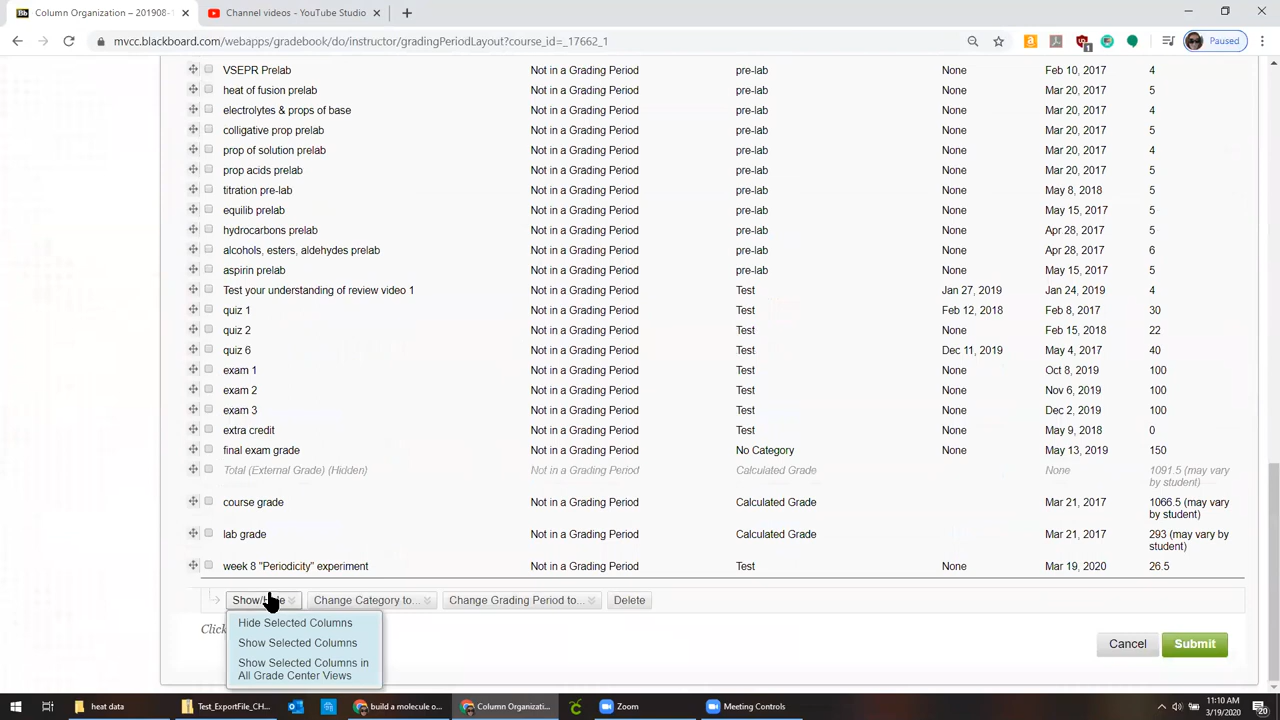 Column Organization – 201908-1
Channel videos - YouTube Studio
mvcc.blackboard.com/webapps/gradebook/do/instructor/gradingPeriodLayout?course_id=_17662_1
1
Paused
VSEPR Prelab Not in a Grading Period pre-lab None Feb 10, 2017 4
heat of fusion prelab Not in a Grading Period pre-lab None Mar 20, 2017 5
electrolytes & props of base Not in a Grading Period pre-lab None Mar 20, 2017 4
colligative prop prelab Not in a Grading Period pre-lab None Mar 20, 2017 5
prop of solution prelab Not in a Grading Period pre-lab None Mar 20, 2017 4
prop acids prelab Not in a Grading Period pre-lab None Mar 20, 2017 5
titration pre-lab Not in a Grading Period pre-lab None May 8, 2018 5
equilib prelab Not in a Grading Period pre-lab None May 15, 2017 5
hydrocarbons prelab Not in a Grading Period pre-lab None Apr 28, 2017 5
alcohols, esters, aldehydes prelab Not in a Grading Period pre-lab None Apr 28, 2017 6
aspirin prelab Not in a Grading Period pre-lab None May 15, 2017 5
Test your understanding of review video 1 Not in a Grading Period Test Jan 27, 2019 Jan 24, 2019 4
quiz 1 Not in a Grading Period Test Feb 12, 2018 Feb 8, 2017 30
quiz 2 Not in a Grading Period Test None Feb 15, 2018 22
quiz 6 Not in a Grading Period Test Dec 11, 2019 May 4, 2017 40
exam 1 Not in a Grading Period Test None Oct 8, 2019 100
exam 2 Not in a Grading Period Test None Nov 6, 2019 100
exam 3 Not in a Grading Period Test None Dec 2, 2019 100
extra credit Not in a Grading Period Test None May 9, 2018 0
final exam grade Not in a Grading Period No Category None May 13, 2019 150
Total (External Grade) (Hidden) Not in a Grading Period Calculated Grade None 1091.5 (may vary
by student)
course grade Not in a Grading Period Calculated Grade Mar 21, 2017 1066.5 (may vary
by student)
lab grade Not in a Grading Period Calculated Grade Mar 21, 2017 293 (may vary by
student)
week 8 "Periodicity" experiment Not in a Grading Period Test None Mar 19, 2020 26.5
Show/Hide Change Category to... Change Grading Period to... Delete
Hide Selected Columns
Click
Show Selected Columns
Cancel Submit
Show Selected Columns in
All Grade Center Views
heat data Test_ExportFile_CH... build a molecule o... Column Organizati... Zoom Meeting Controls
11:10 AM
3/19/2020